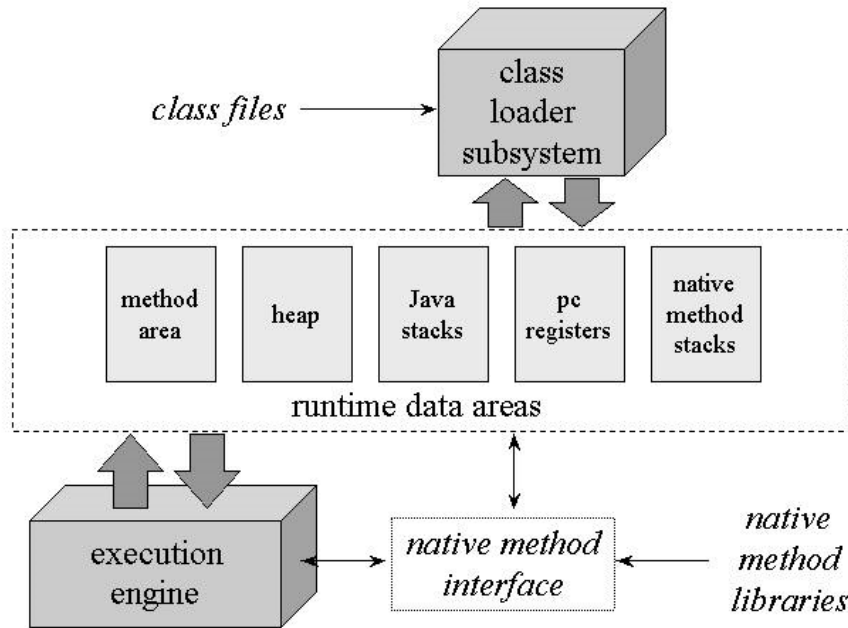 class
loader
subsystem
class files
method
area
heap
Java
stacks
pc
registers
native
method
stacks
runtime data areas
execution
engine
native method
interface
native
method
libraries